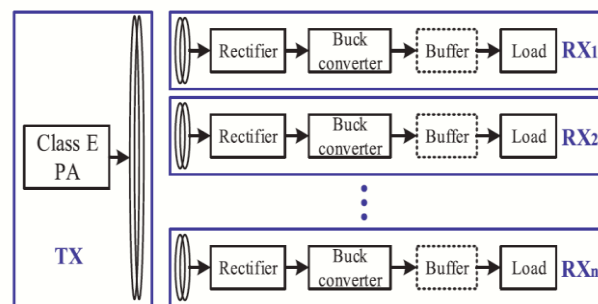 Class E
PA
TX
Rectifier
Buck
converter
Buffer
Load
RX1
Rectifier
Buck
converter
Buffer
Load
RX2
Rectifier
Buck
converter
Buffer
Load
RXn